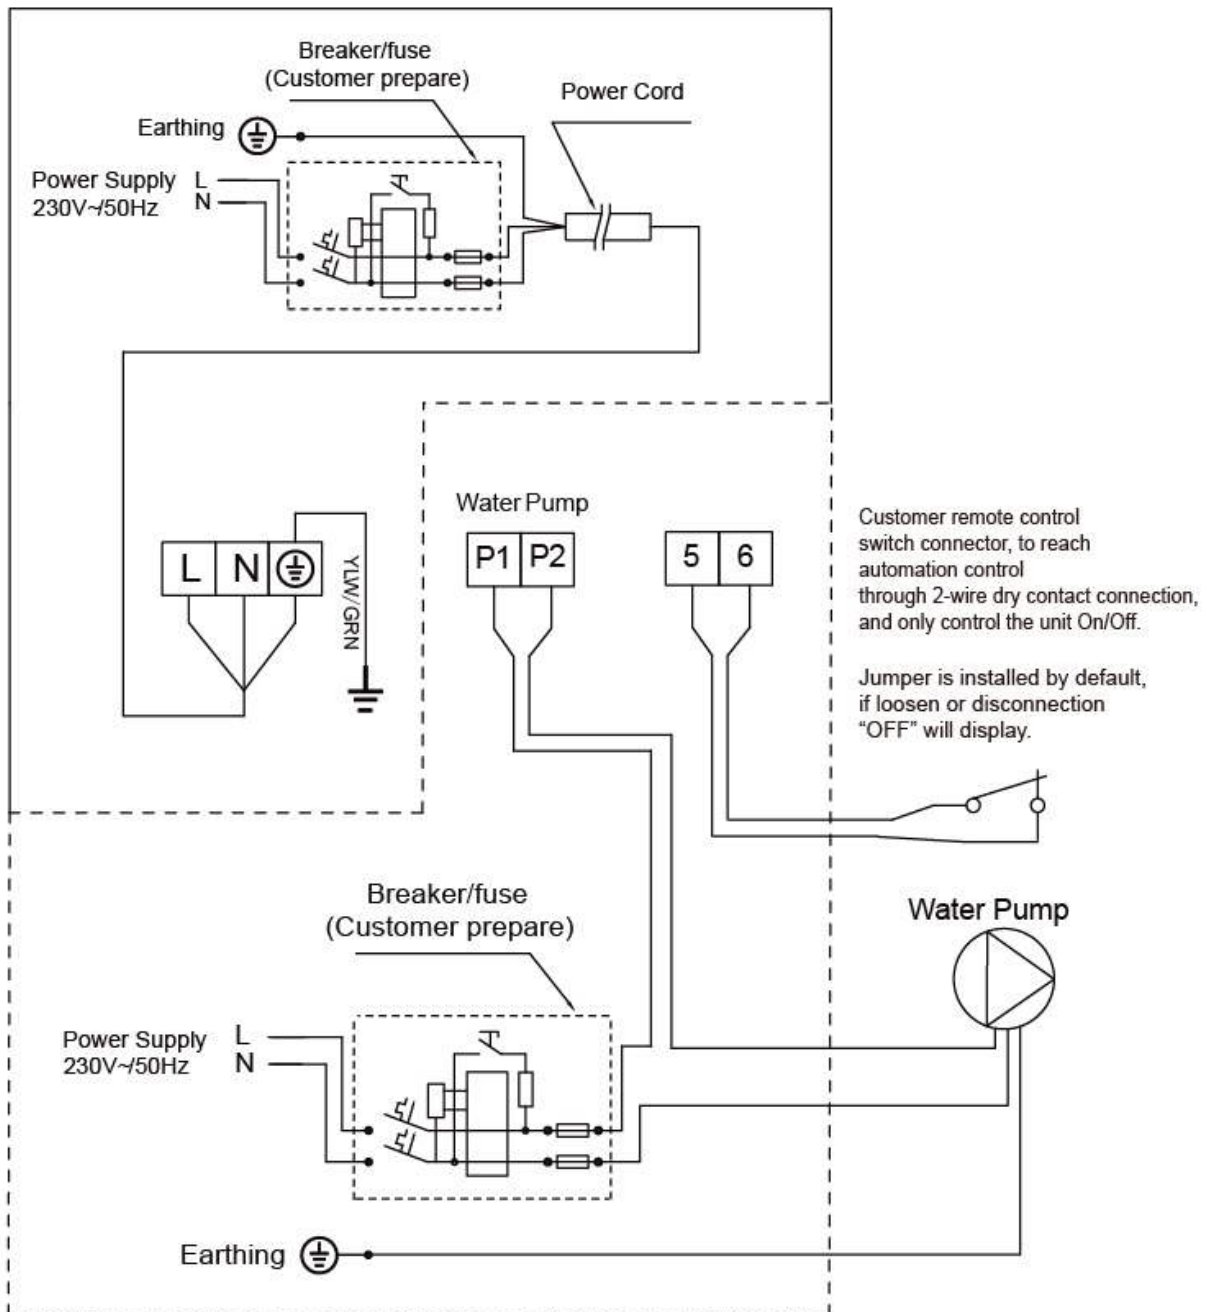 Breaker/fuse
(Customer prepare)
Power Cord
Earthing
Power Supply L
230V~/50Hz N
Water Pump
L N
P1 P2
5 6
YLW/GRN
Customer remote control
switch connector, to reach
automation control
through 2-wire dry contact connection,
and only control the unit On/Off.
Jumper is installed by default,
if loosen or disconnection
“OFF” will display.
Breaker/fuse
(Customer prepare)
Water Pump
Power Supply L
230V~/50Hz N
Earthing